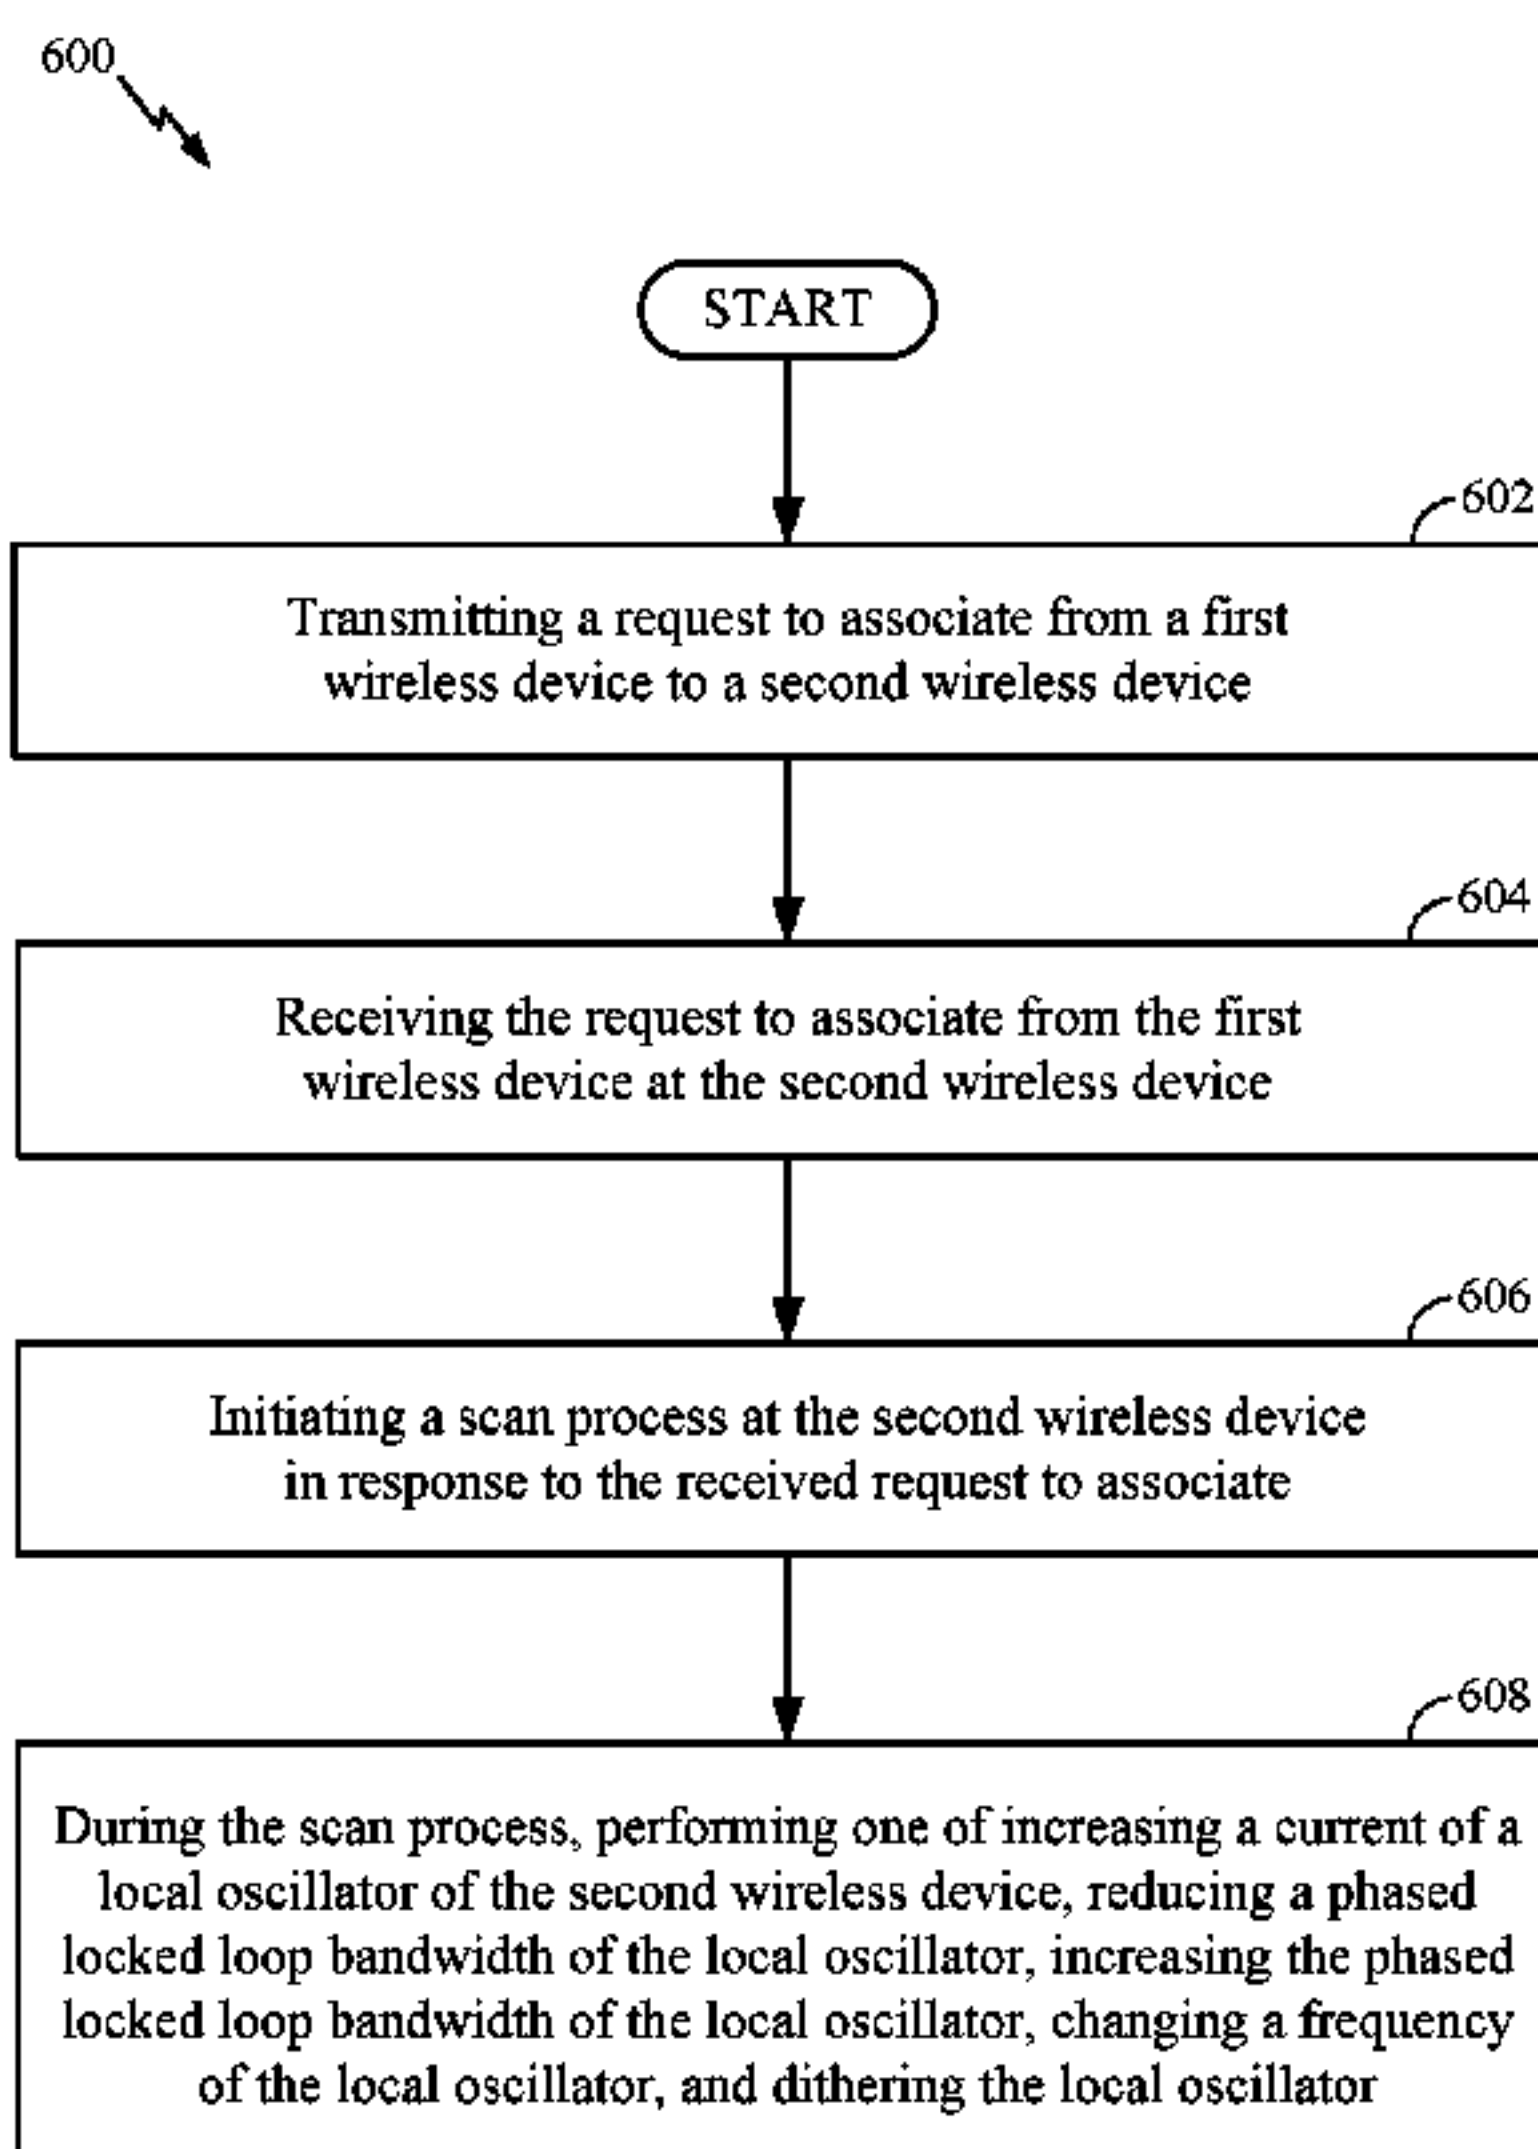 600
START
602
Transmitting a request to associate from a first
wireless device to a second wireless device
604
Receiving the request to associate from the first
wireless device at the second wireless device
606
Initiating a scan process at the second wireless device
in response to the received request to associate
608
During the scan process, performing one of increasing a current of a
local oscillator of the second wireless device, reducing a phased
locked loop bandwidth of the local oscillator, increasing the phased
locked loop bandwidth of the local oscillator, changing a frequency
of the local oscillator, and dithering the local oscillator